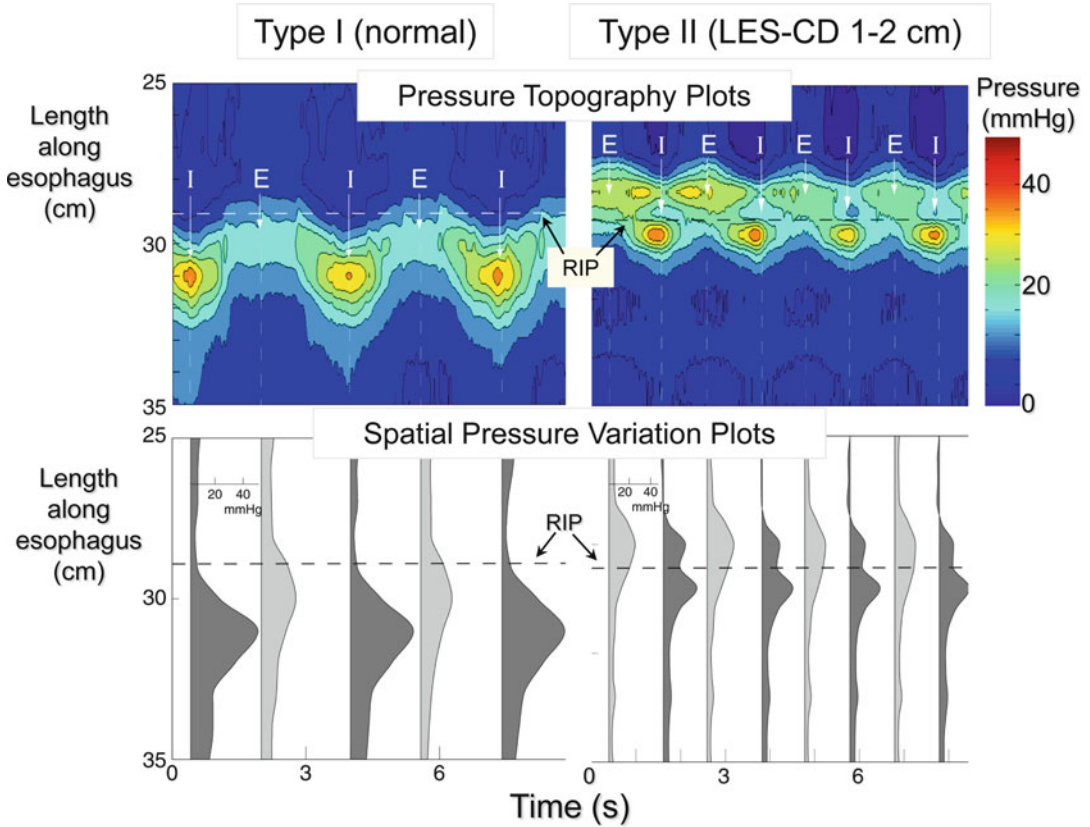 Type I (normal)
Type II (LES-CD 1-2 cm)
Pressure Topography Plots
Pressure
(mmHg)
Length
along
esophagus
(cm)
25
30
35
I E I E I
E I E I E I E I
RIP
40
20
0
Spatial Pressure Variation Plots
Length
along
esophagus
(cm)
25
30
35
20 40
mmHg
20 40
mmHg
RIP
0 3 6
0 3 6
Time (s)